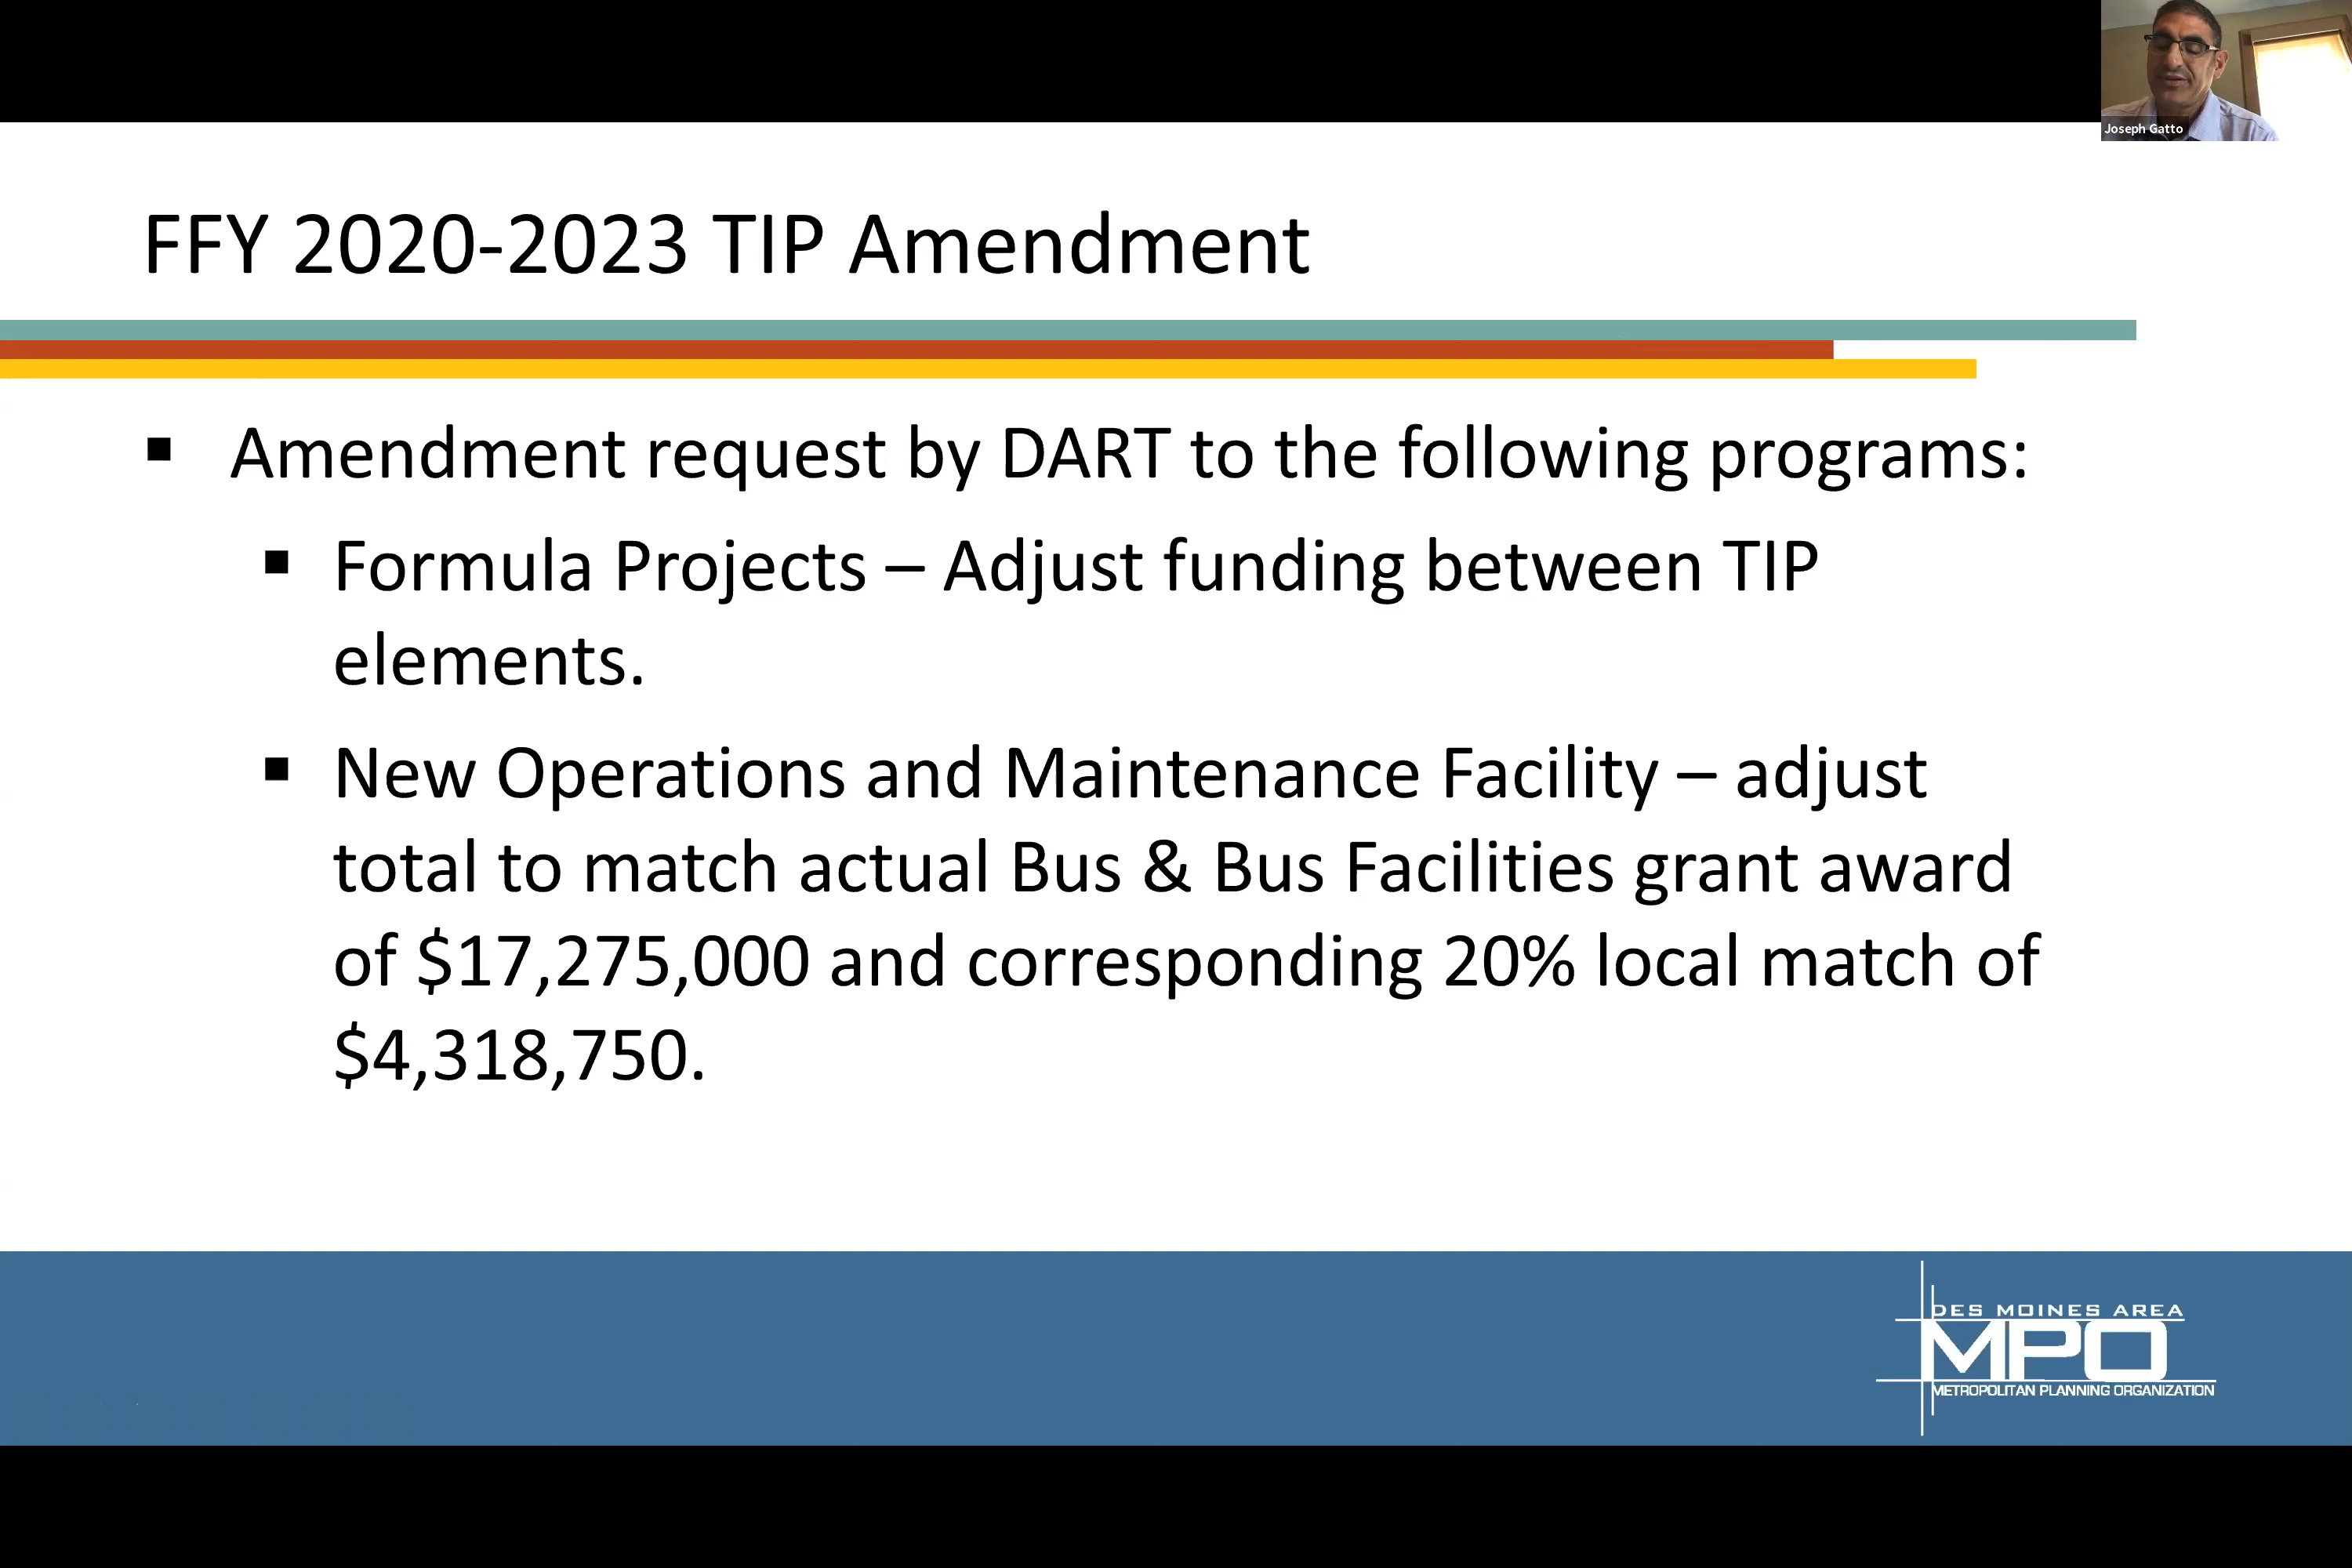 Joseph Gatto
FFY 2020-2023 TIP Amendment
▪ Amendment request by DART to the following programs:
▪ Formula Projects – Adjust funding between TIP
elements.
▪ New Operations and Maintenance Facility – adjust
total to match actual Bus & Bus Facilities grant award
of $17,275,000 and corresponding 20% local match of
$4,318,750.
DES MOINES AREA
MPO
METROPOLITAN PLANNING ORGANIZATION